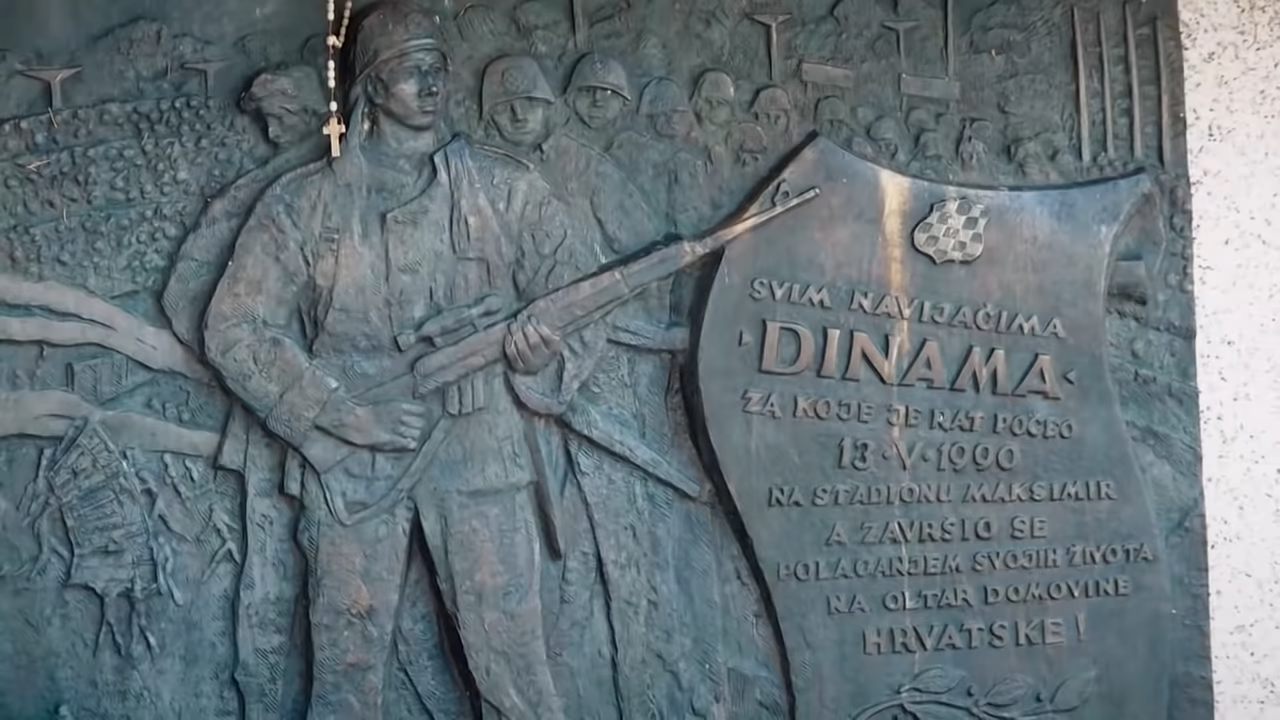 SVIM NAVIJAČIMA
DINAMA
ZA KOJE JE RAT POČEO
13·V·1990
NA STADIONU MAKSIMIR
A ZAVRŠIO SE
POLAGANJEM SVOJIH ŽIVOTA
NA OLTAR DOMOVINE
HRVATSKE!